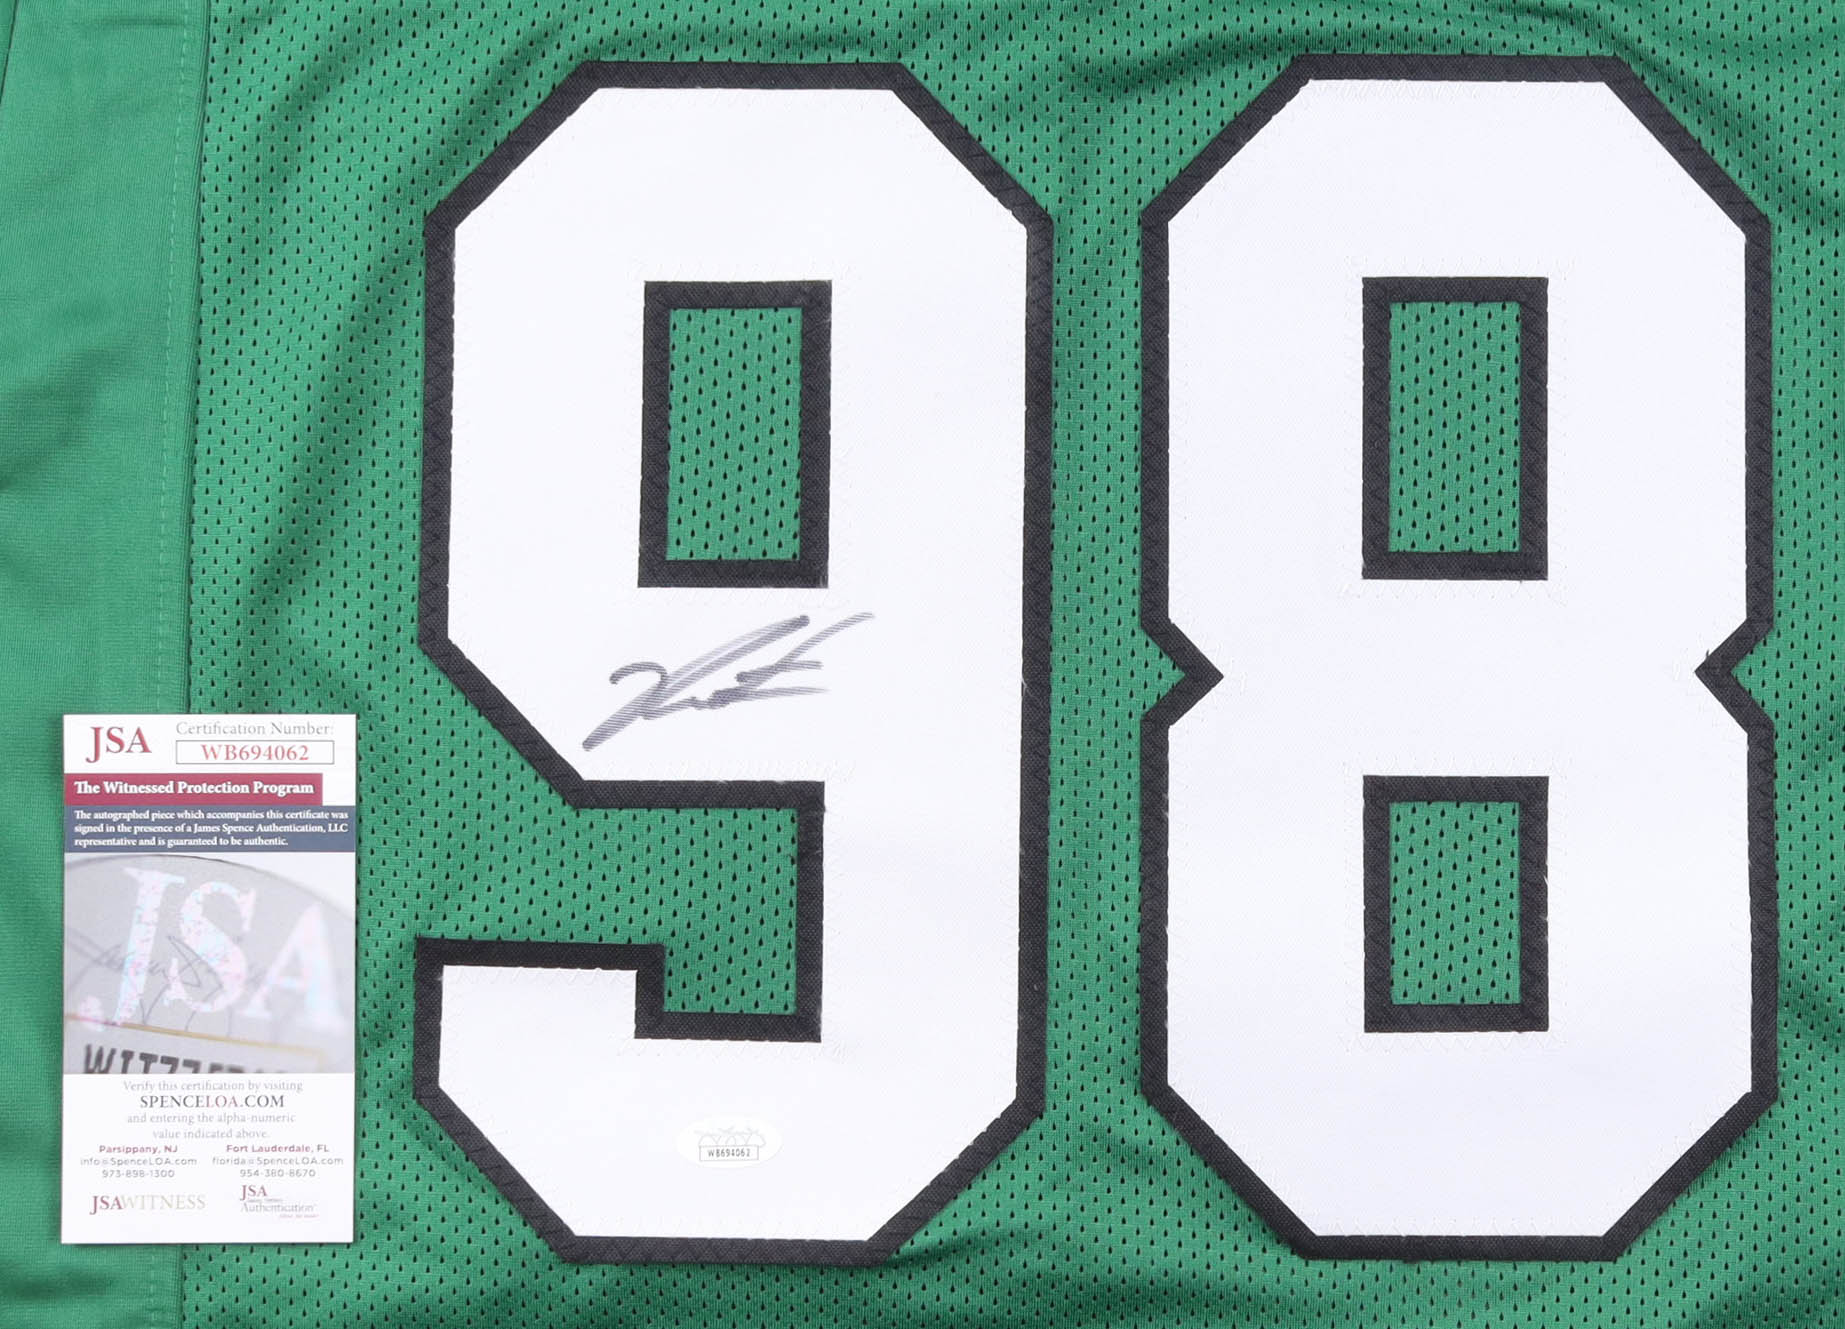 98
JSA
Certification Number:
WB694062
The Witnessed Protection Program
The autographed piece which accompanies this certificate was
signed in the presence of a James Spence Authentication, LLC
representative and is guaranteed to be authentic.
JSA
Verify this certification by visiting
SPENCELOA.COM
and entering the alpha-numeric
value indicated above.
Parsippany, NJ
info@SpenceLOA.com
973-898-1300
Fort Lauderdale, FL
florida@SpenceLOA.com
954-380-8670
JSAWITNESS
JSA
Authentication
WB694062